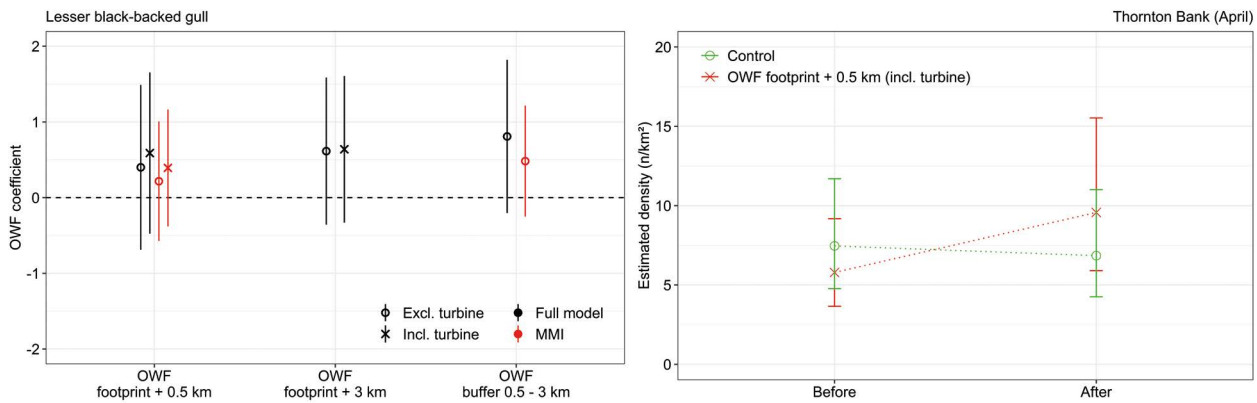 Lesser black-backed gull
OWF coefficient
2
1
0
-1
-2
Excl. turbine
Incl. turbine
Full model
MMI
OWF
footprint + 0.5 km
OWF
footprint + 3 km
OWF
buffer 0.5 - 3 km
Thornton Bank (April)
Estimated density (n/km²)
20
15
10
5
0
Control
OWF footprint + 0.5 km (incl. turbine)
Before
After